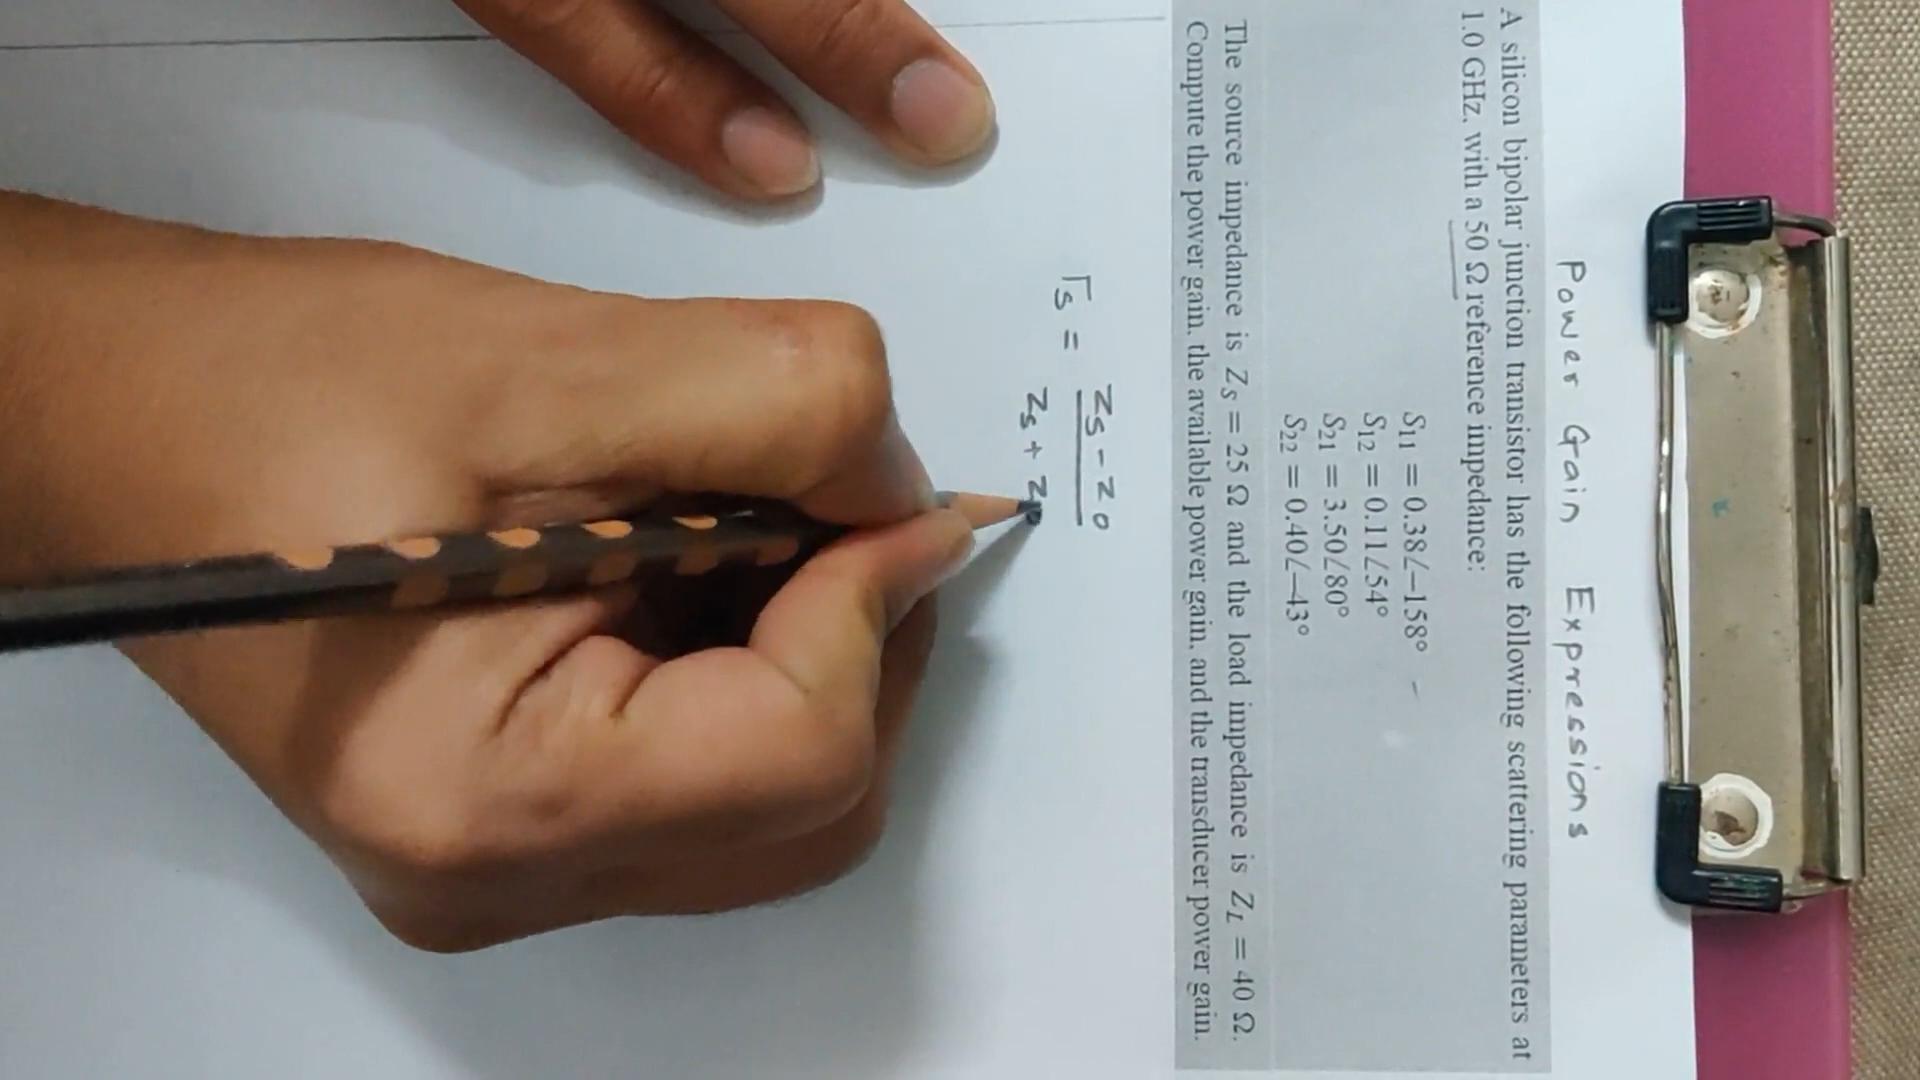 Power Gain Expressions
A silicon bipolar junction transistor has the following scattering parameters at
1.0 GHz, with a 50 Ω reference impedance:
S11 = 0.38∠−158°
S12 = 0.11∠54°
S21 = 3.50∠80°
S22 = 0.40∠−43°
The source impedance is ZS = 25 Ω and the load impedance is ZL = 40 Ω.
Compute the power gain, the available power gain, and the transducer power gain.
Γs = Zs - Z0
Zs + Z